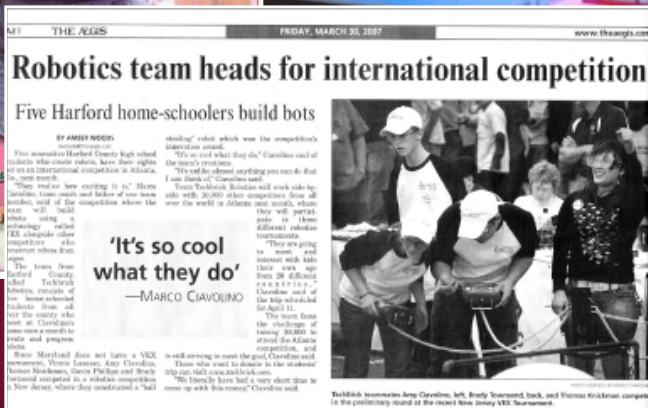 THE AEGIS
FRIDAY, MARCH 30, 2007
www.theaegis.com
Robotics team heads for international competition
Five Harford home-schoolers build bots
BY AMBER WOODS
Five innovative Harford County high school
students who create robots, have their sights
set on an international competition in Atlanta,
Ga., next month.
"They realize how exciting it is," Marco
Ciavolino, team coach and father of one team
member, said of the competition where the
team will build
robots using a
technology called
VEX alongside other
competitors who
construct robots from
The team from
Harford County,
called Techbrick
Robotics, consists of
five home-schooled
students from all
over the county who
meet at Ciavolino's
home once a month to
create and program
robots.
Since Maryland does not have a VEX
tournament, Vinnie Lausen, Amy Ciavolino,
Thomas Knickman, Gavin Phillips and Brady
Townsend competed in a robotics competition
in New Jersey, where they constructed a "ball
'It's so cool
what they do'
—MARCO CIAVOLINO
stealing" robot which was the competition's
innovation award.
"It's so cool what they do," Ciavolino said of
the team's creations.
"It's unlike almost anything you can do that
I can think of," Ciavolino said.
Team Techbrick Robotics will work side-by-
side with 30,000 other competitors from all
over the world in Atlanta next month, where
they will partici-
pate in three
different robotics
tournaments.
"They are going
to meet and
interact with kids
their own age
from 20 different
countries,"
Ciavolino said of
the trip scheduled
for April 11.
The team faces
the challenge of
raising to
attend the Atlanta
competition, and
is still striving to meet the goal, Ciavolino said.
Those who want to donate to the students'
trip can visit www.techbrick.com.
"We literally have had a very short time to
come up with this money," Ciavolino said.
Techbrick teammates Amy Ciavolino, left, Brady Townsend, back, and Thomas Knickman compete
in the preliminary round at the recent New Jersey VEX Tournament.